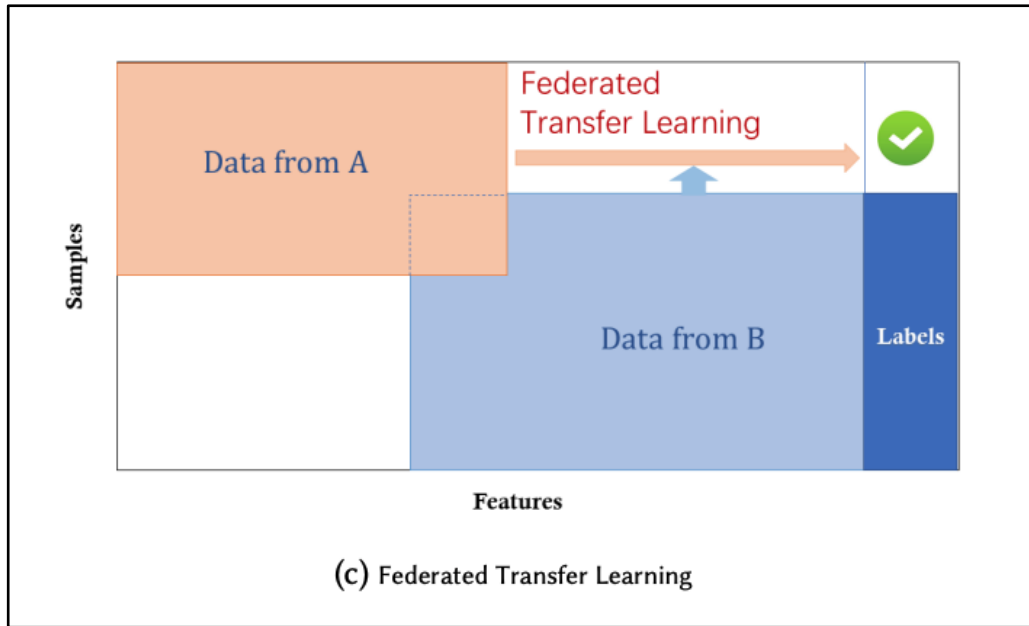 Federated
Transfer Learning
Data from A
Samples
Data from B
Labels
Features
(c) Federated Transfer Learning